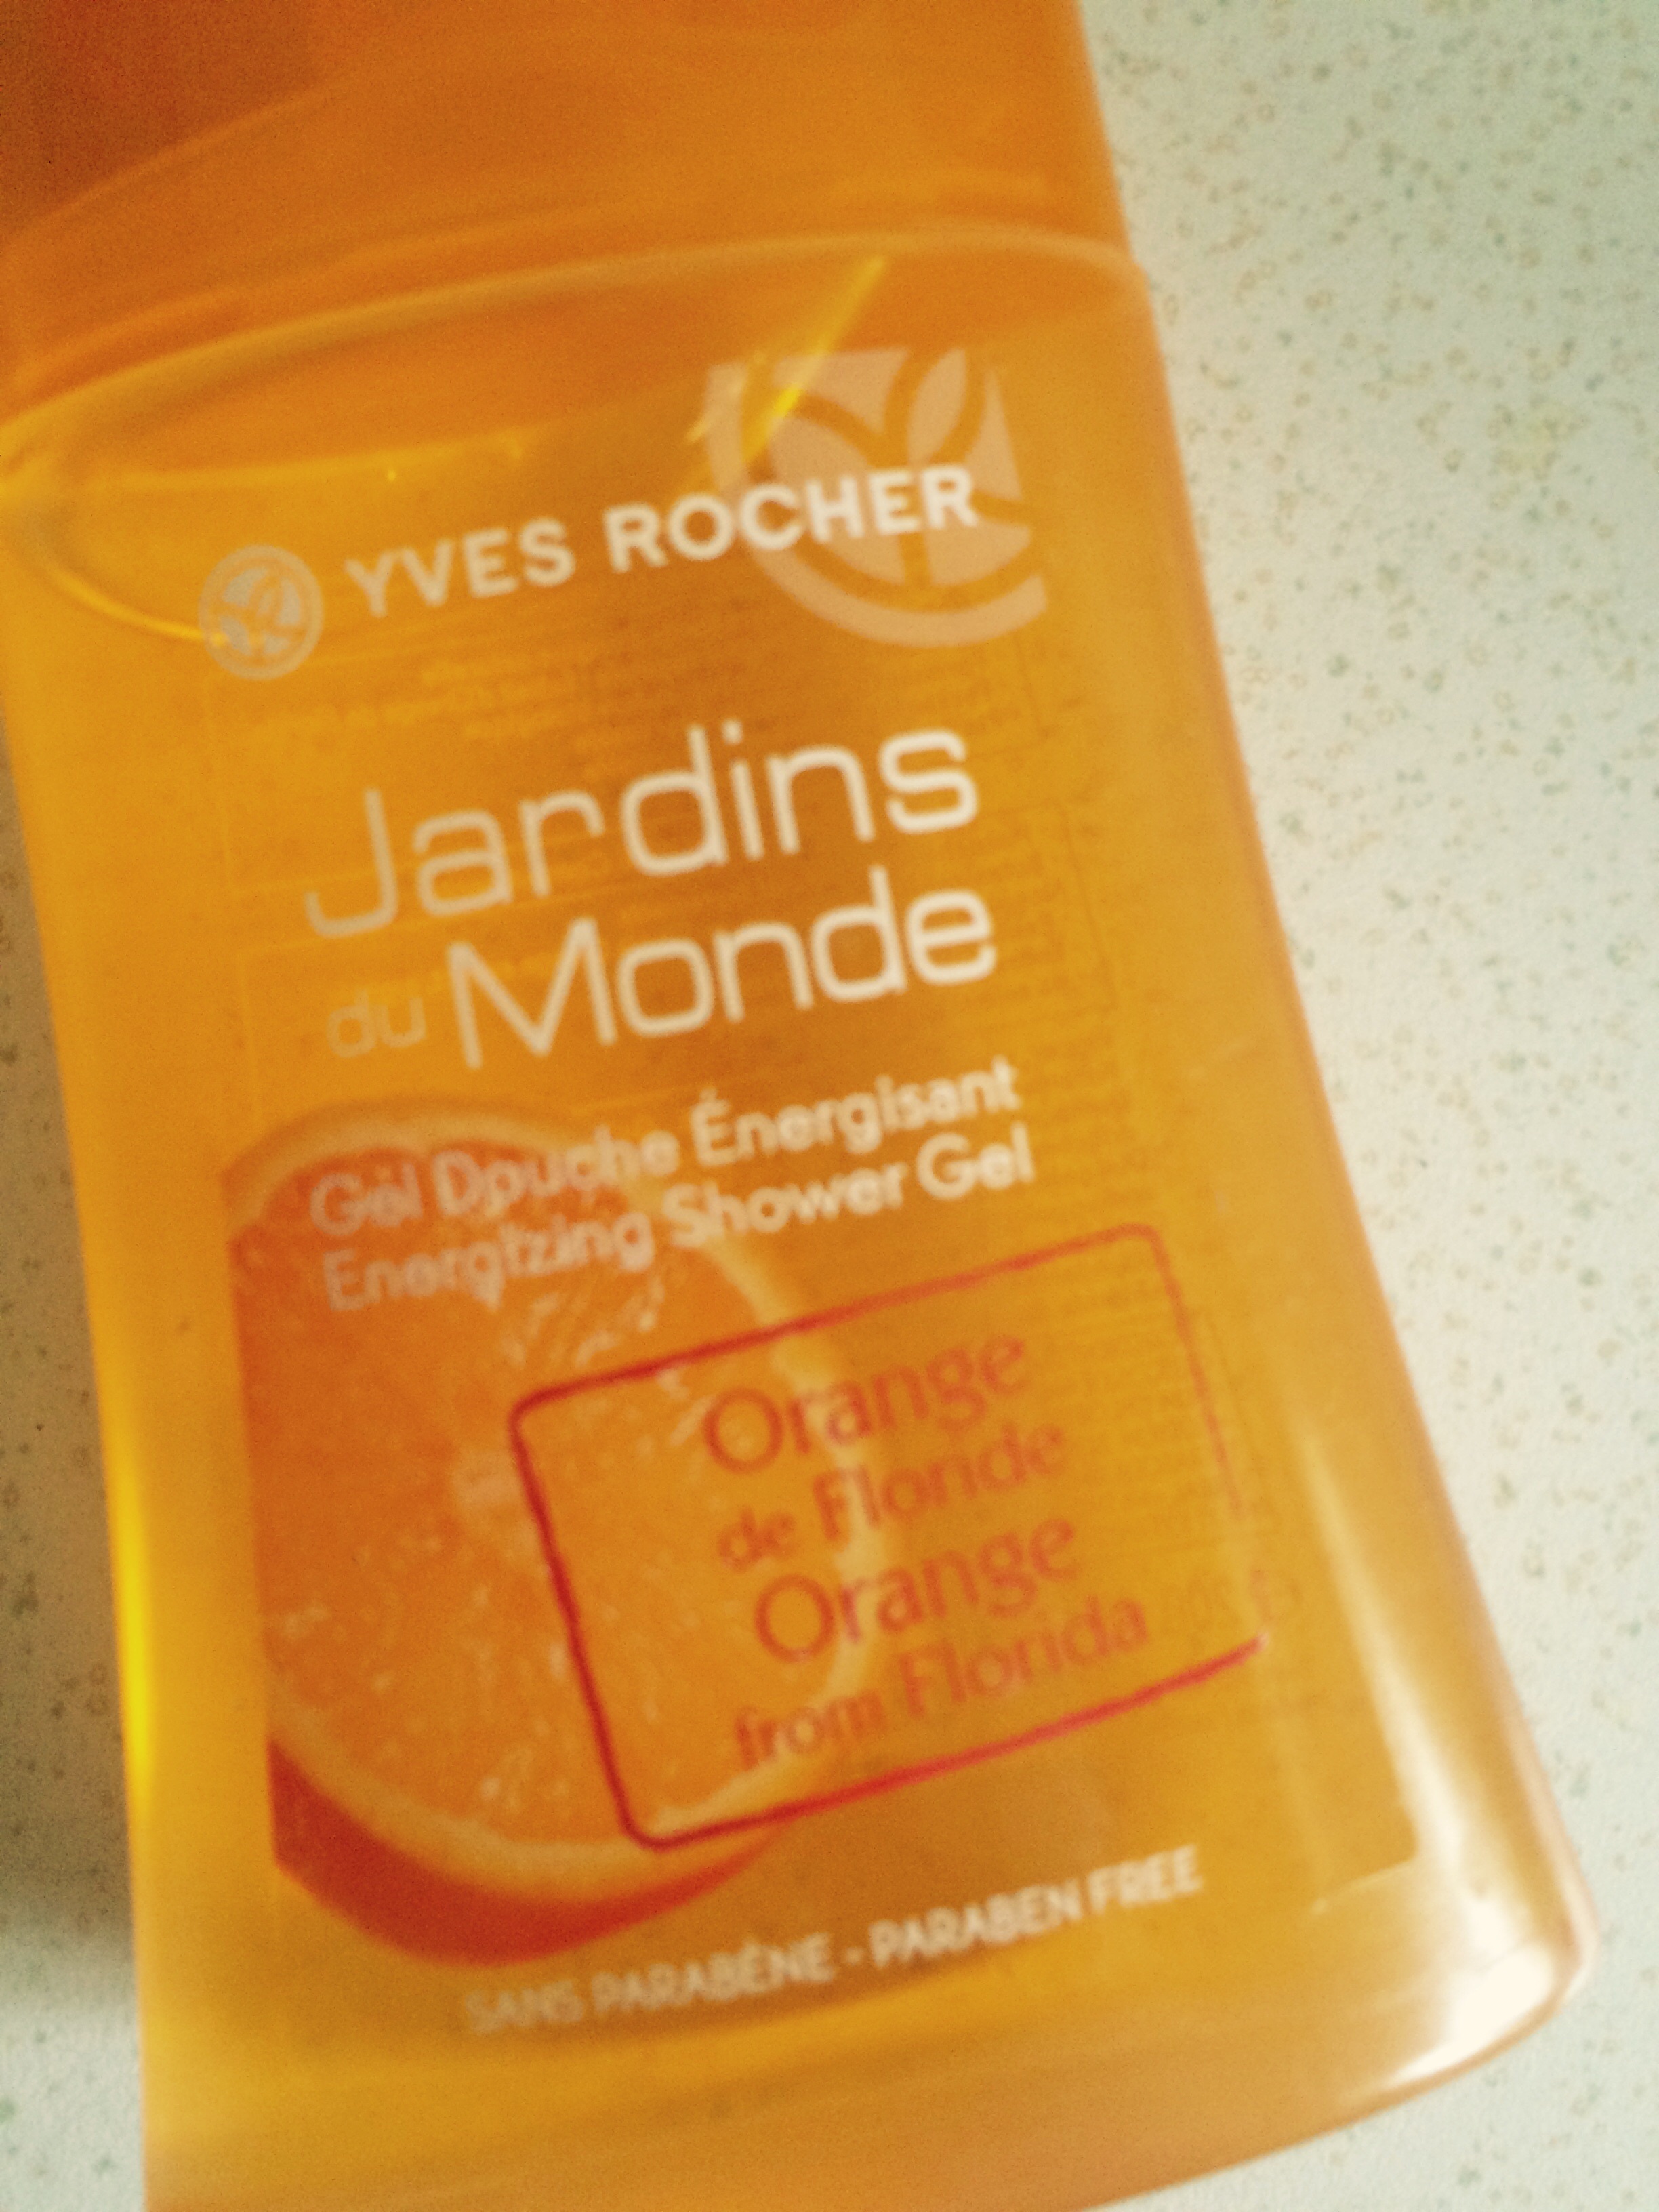 YVES ROCHER
Jardins
du Monde
Gel Douche Énergisant
Energizing Shower Gel
Orange
de Floride
Orange
from Florida
SANS PARABÈNE - PARABEN FREE